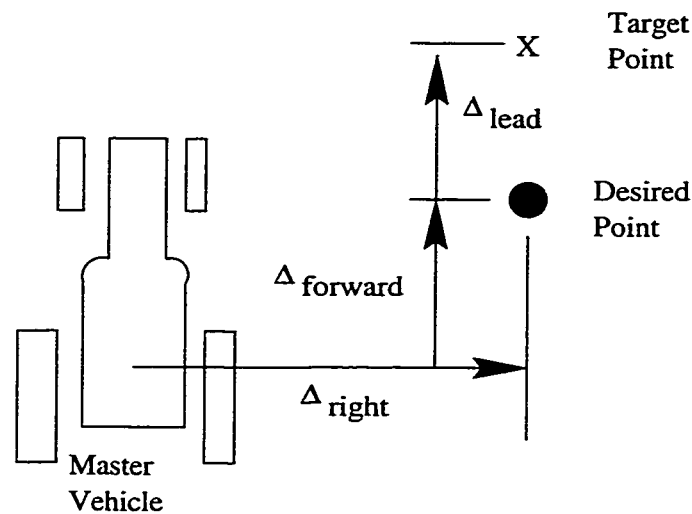 Target
Point
X
Δ lead
Desired
Point
Δ forward
Δ right
Master
Vehicle